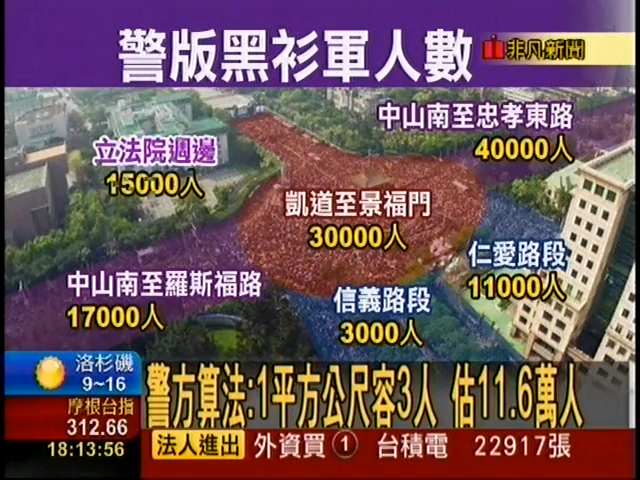 警版黑衫軍人數
非凡新聞
中山南至忠孝東路
40000人
立法院週邊
15000人
凱道至景福門
30000人
仁愛路段
11000人
中山南至羅斯福路
17000人
信義路段
3000人
洛杉磯
9~16
警方算法:1平方公尺容3人 估11.6萬人
摩根台指
312.66
18:13:56
法人進出 外資買 1 台積電 22917張